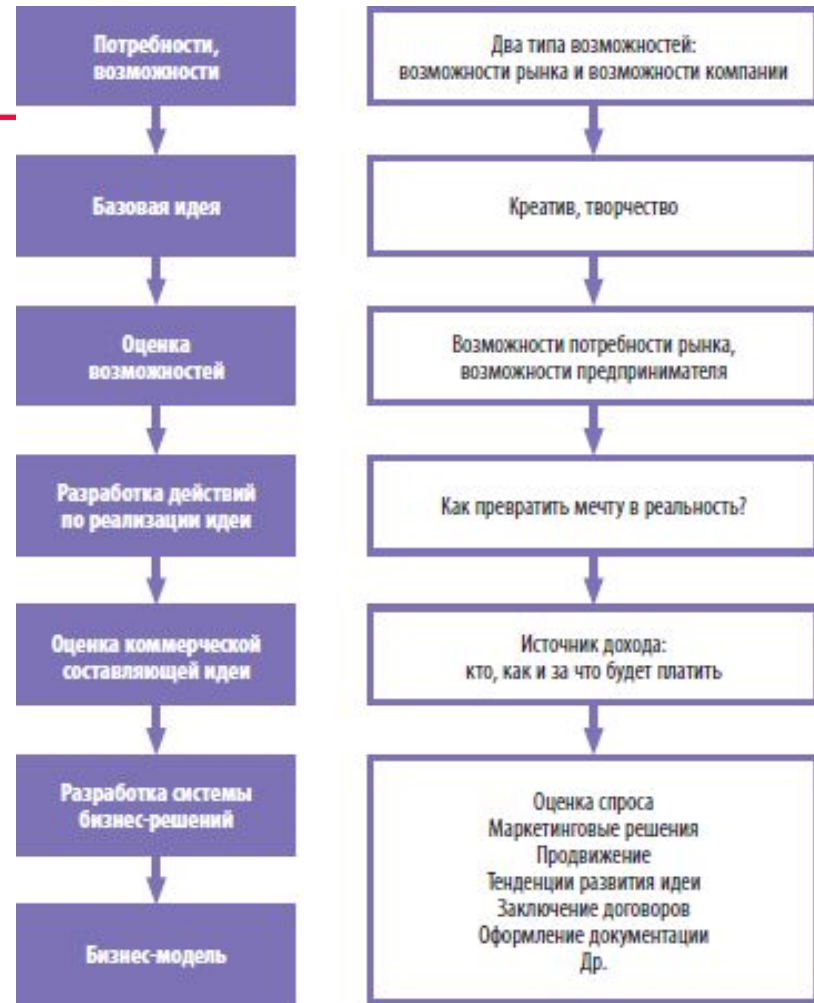 Потребности,
возможности
Два типа возможностей:
возможности рынка и возможности компании
Базовая идея
Креатив, творчество
Оценка
возможностей
Возможности потребности рынка,
возможности предпринимателя
Разработка действий
по реализации идеи
Как превратить мечту в реальность?
Оценка коммерческой
составляющей идеи
Источник дохода:
кто, как и за что будет платить
Разработка системы
бизнес-решений
Бизнес-модель
Оценка спроса
Маркетинговые решения
Продвижение
Тенденции развития идеи
Заключение договоров
Оформление документации
Др.